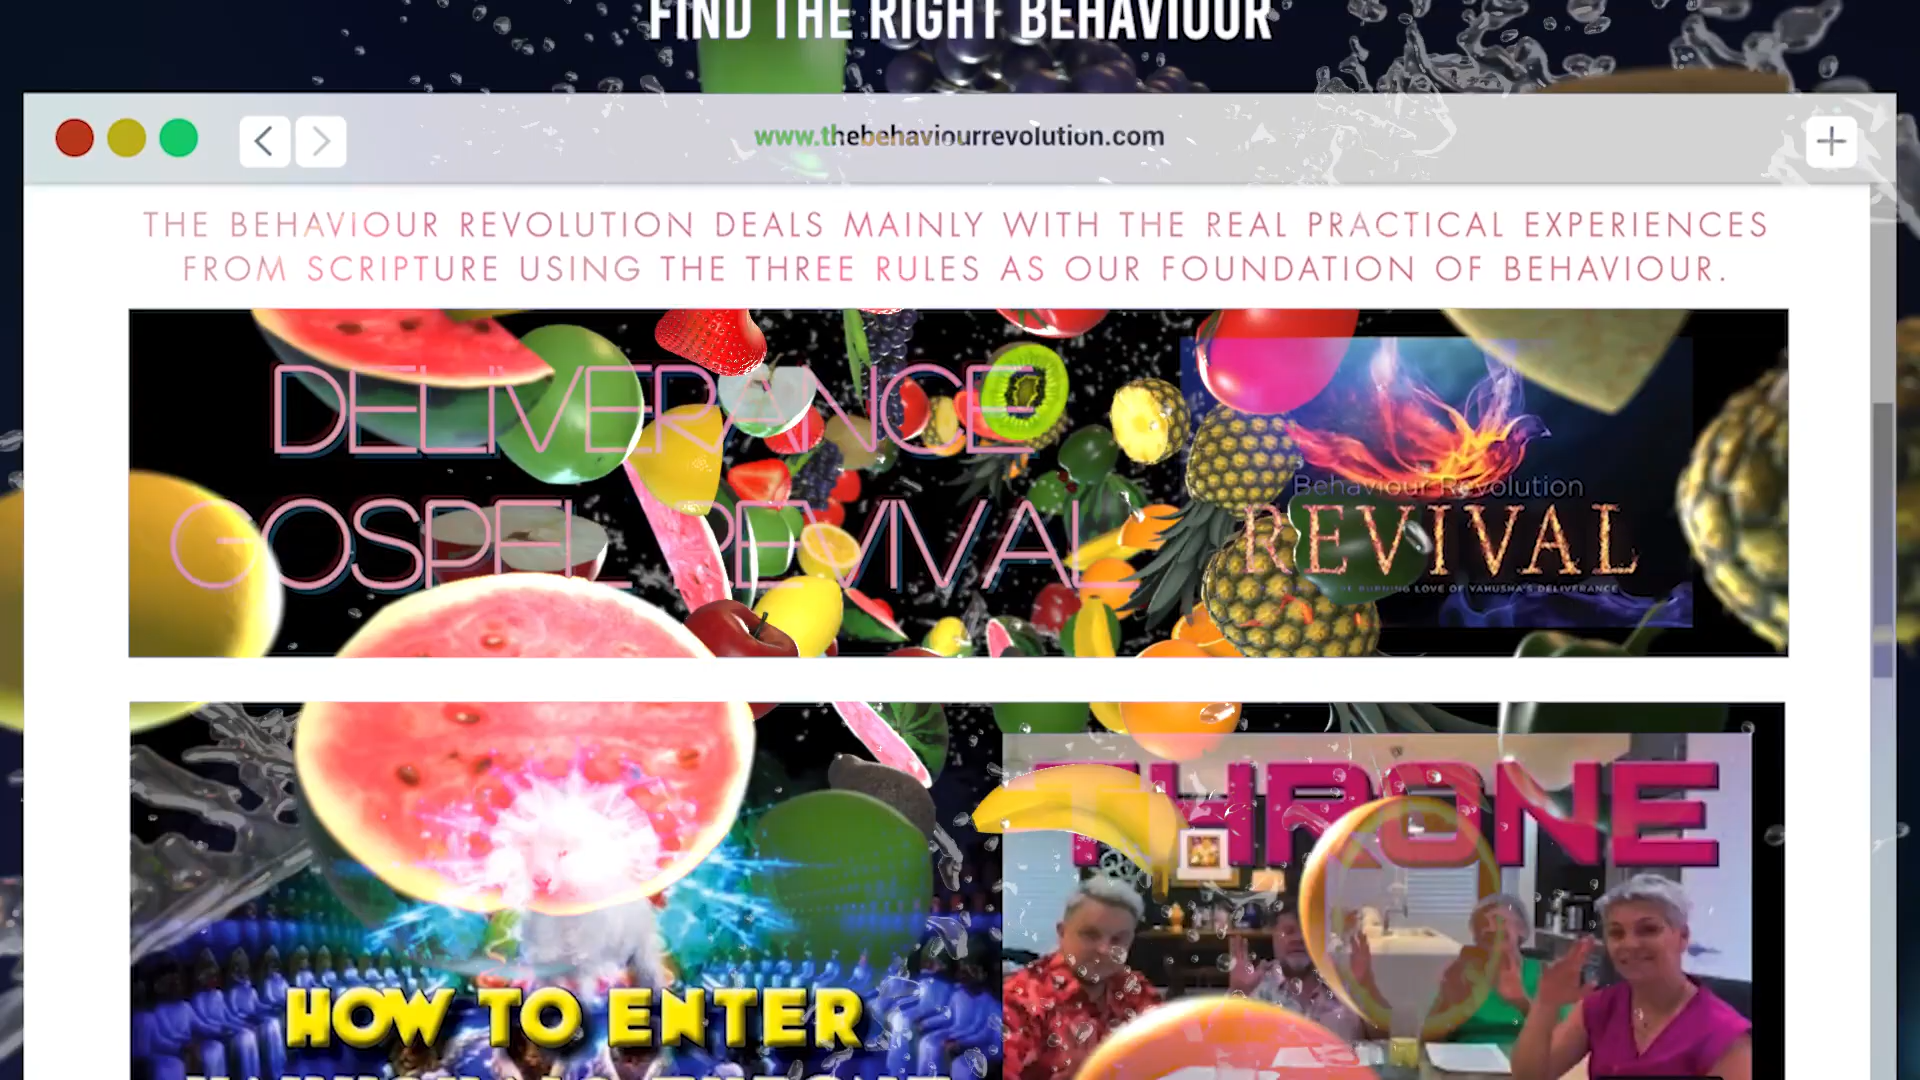 FIND THE RIGHT BEHAVIOUR
www.thebehaviourrevolution.com
THE BEHAVIOUR REVOLUTION DEALS MAINLY WITH THE REAL PRACTICAL EXPERIENCES
FROM SCRIPTURE USING THE THREE RULES AS OUR FOUNDATION OF BEHAVIOUR.
DELIVERANCE
GOSPEL REVIVAL
Behaviour Revolution
REVIVAL
BURNING LOVE OF YAHUSHA'S DELIVERANCE
THRONE
HOW TO ENTER